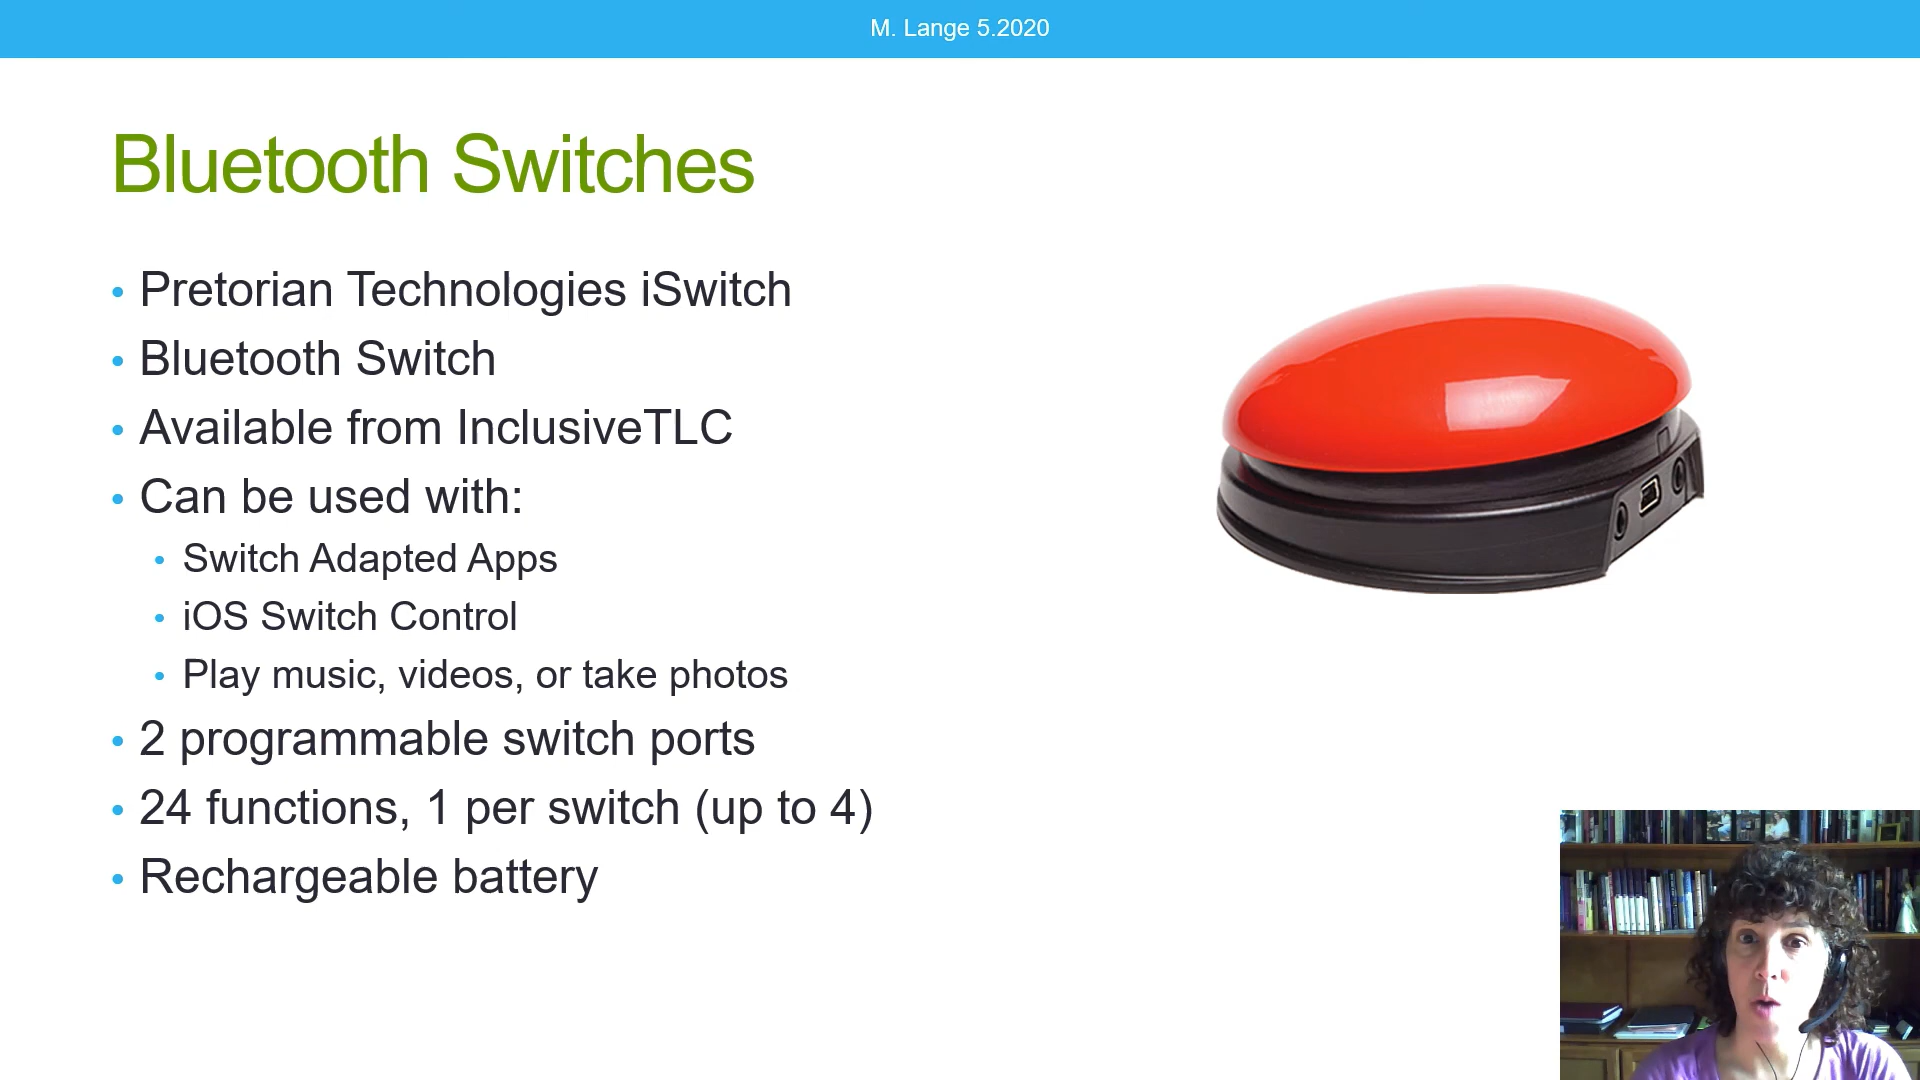 M. Lange 5.2020
Bluetooth Switches
• Pretorian Technologies iSwitch
• Bluetooth Switch
• Available from InclusiveTLC
• Can be used with:
• Switch Adapted Apps
• iOS Switch Control
• Play music, videos, or take photos
• 2 programmable switch ports
• 24 functions, 1 per switch (up to 4)
• Rechargeable battery